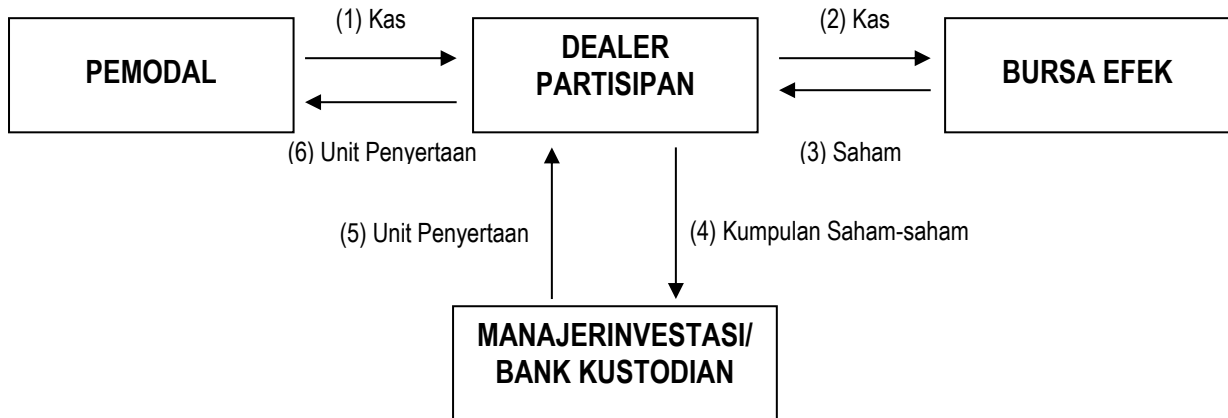 (1) Kas
(2) Kas
PEMODAL
DEALER
PARTISIPAN
BURSA EFEK
(6) Unit Penyertaan
(3) Saham
(5) Unit Penyertaan
(4) Kumpulan Saham-saham
MANAJERINVESTASI/
BANK KUSTODIAN